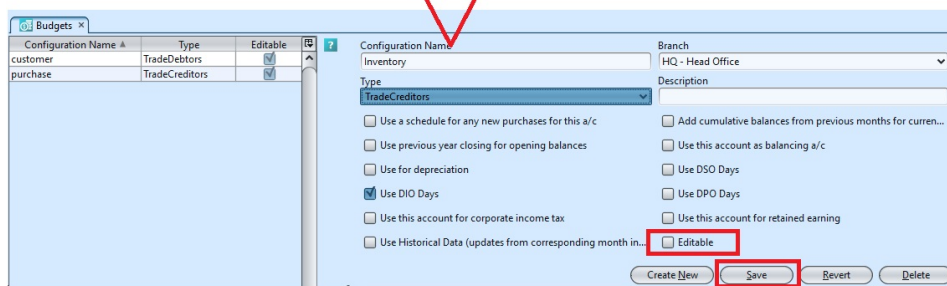 Budgets
Configuration Name Type Editable
customer TradeDebtors
purchase TradeCreditors
Configuration Name Branch
Inventory HQ - Head Office
Type Description
TradeCreditors
Use a schedule for any new purchases for this a/c Add cumulative balances from previous months for curren...
Use previous year closing for opening balances Use this account as balancing a/c
Use for depreciation Use DSO Days
Use DIO Days Use DPO Days
Use this account for corporate income tax Use this account for retained earning
Use Historical Data (updates from corresponding month in... Editable
Create New Save Revert Delete